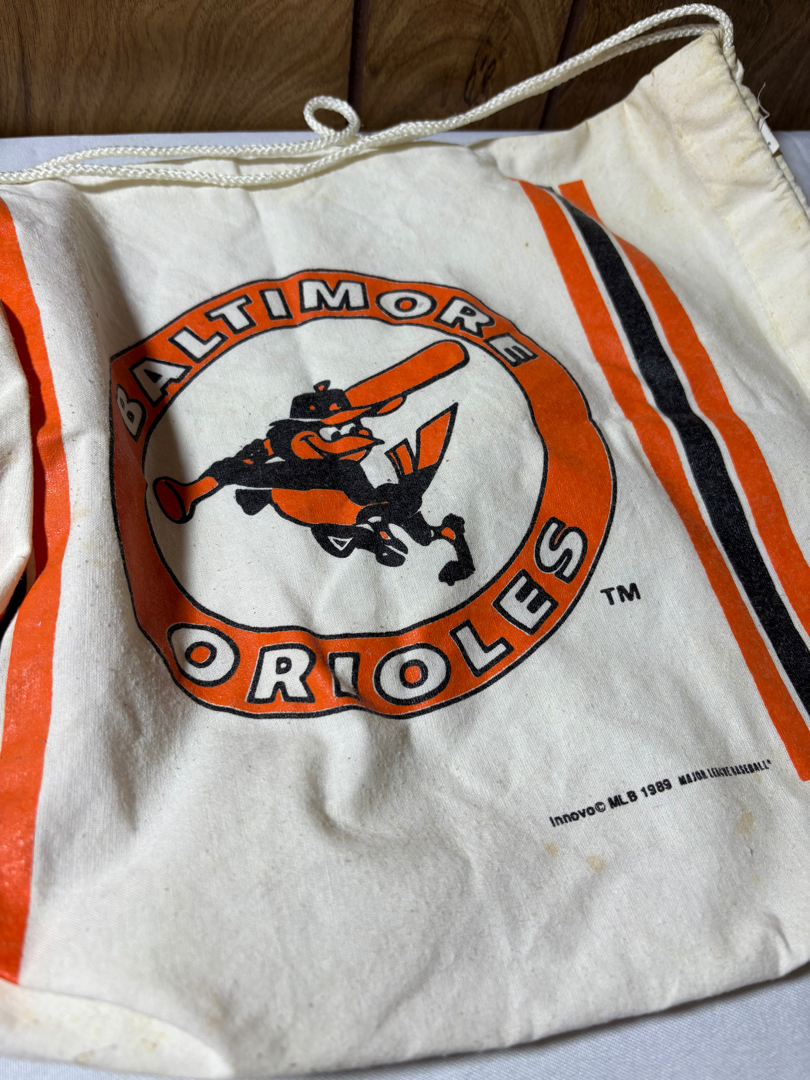 BALTIMORE
ORIOLES
TM
Innovo© MLB 1989 MAJOR LEAGUE BASEBALL®